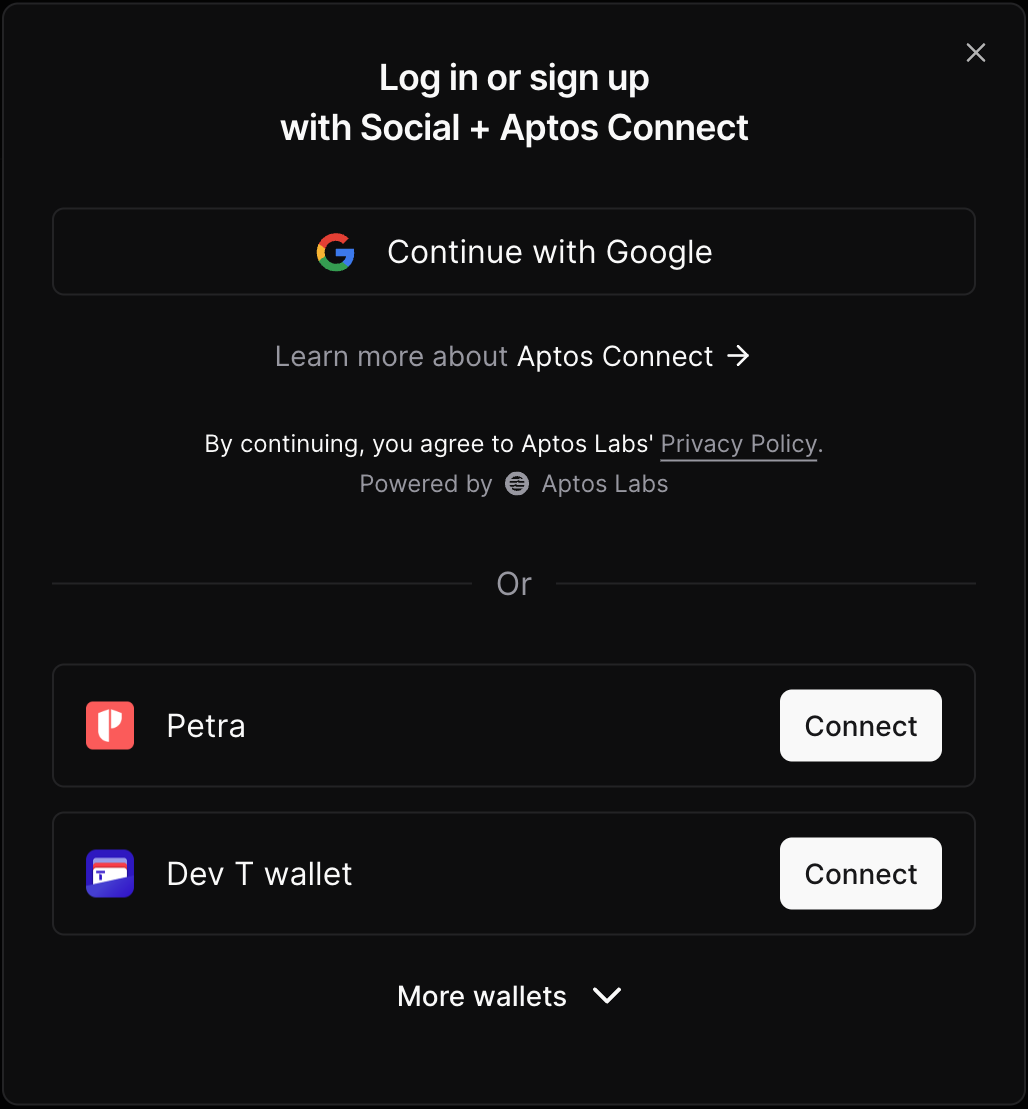 Log in or sign up
with Social + Aptos Connect
Continue with Google
Learn more about Aptos Connect →
By continuing, you agree to Aptos Labs' Privacy Policy.
Powered by Aptos Labs
Or
Petra
Connect
Dev T wallet
Connect
More wallets